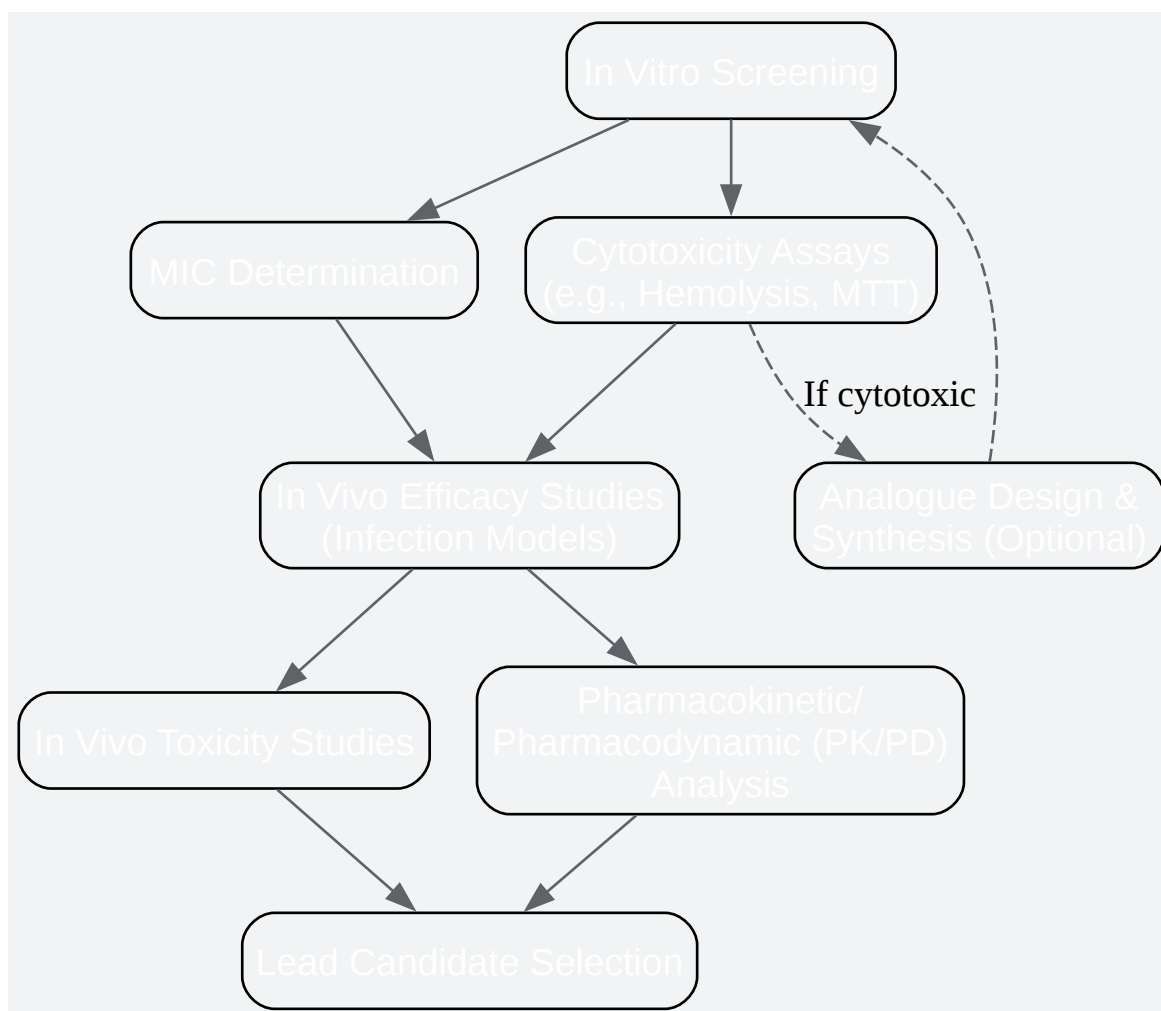 In Vitro Screening
MIC Determination
Cytotoxicity Assays
(e.g., Hemolysis, MTT)
If cytotoxic
In Vivo Efficacy Studies
(Infection Models)
Analogue Design &
Synthesis (Optional)
In Vivo Toxicity Studies
Pharmacokinetic/
Pharmacodynamic (PK/PD)
Analysis
Lead Candidate Selection